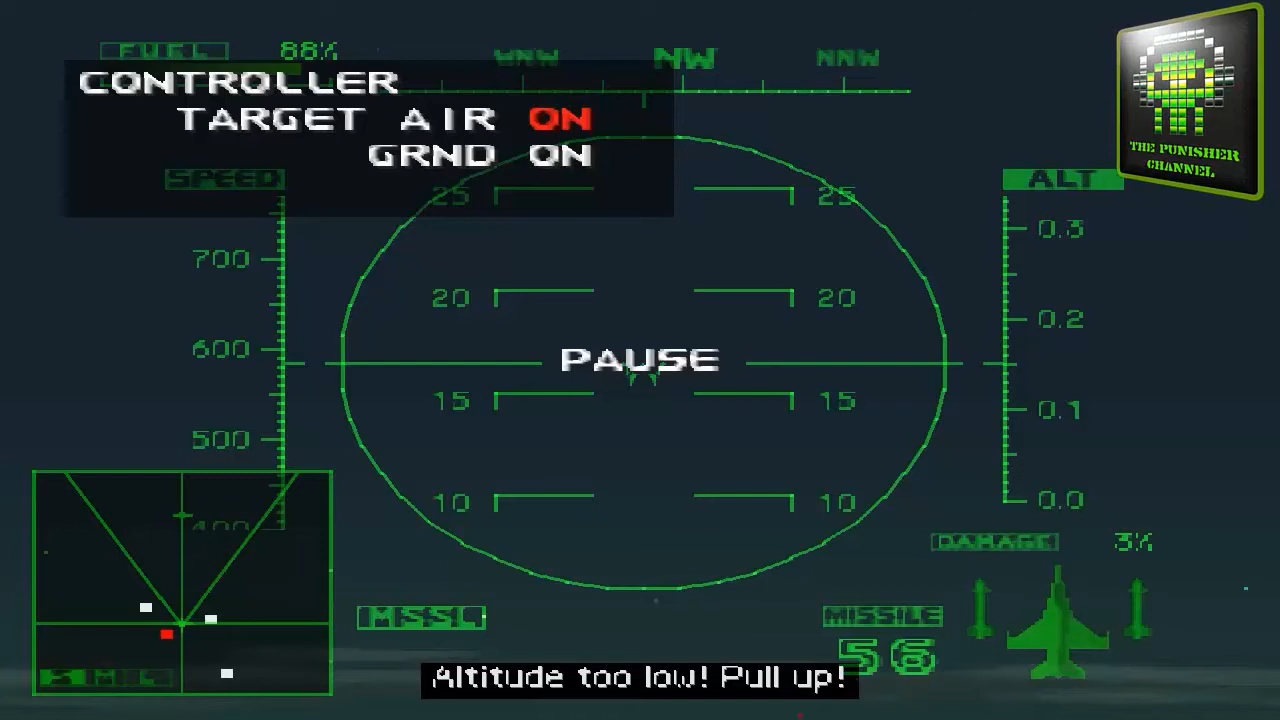 FUEL 88%
WNW NW NNW
CONTROLLER
TARGET AIR ON
GRND ON
THE PUNISHER
CHANNEL
SPEED
ALT
25 25
0.3
700
20 20
0.2
600
PAUSE
15 15
0.1
500
10 10
0.0
400
DAMAGE 3%
MSSL
MISSILE
56
Altitude too low! Pull up!